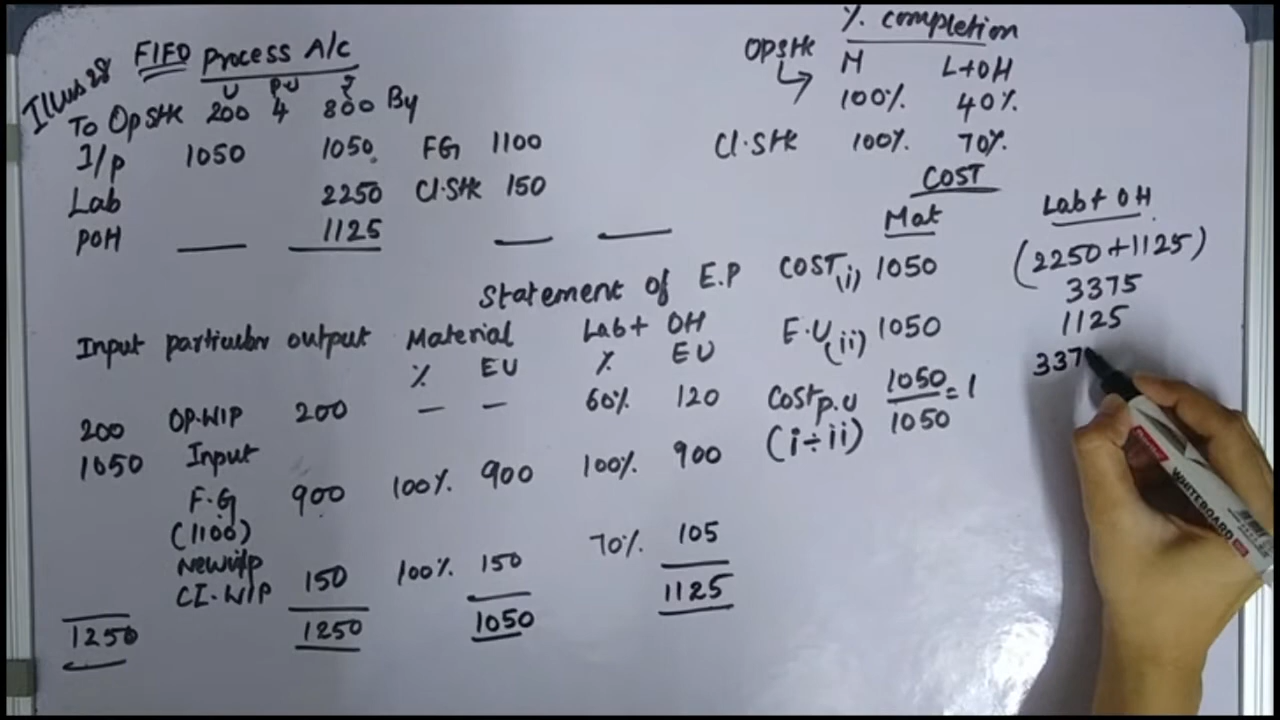 Illus 28 FIFO Process A/c
U P.U ₹
To Op Stk 200 4 800 By
I/p 1050 1050 FG 1100
Lab 2250 Cl.Stk 150
POH 1125
% completion
OpStk M L+OH
100% 40%
Cl.Stk 100% 70%
COST
Mat Lab+ OH
COST(i) 1050 (2250+1125)
3375
E.U(ii) 1050 1125
Cost p.u 1050/1050 = 1 337
(i÷ii)
Statement of E.P
Input particular output Material Lab+ OH
% EU % EU
200 OP.WIP 200 — — 60% 120
1050 Input
F.G 900 100% 900 100% 900
(1100)
New i/p
Cl-WIP 150 100% 150 70% 105
1250 1250 1050 1125
WHITEBOARD